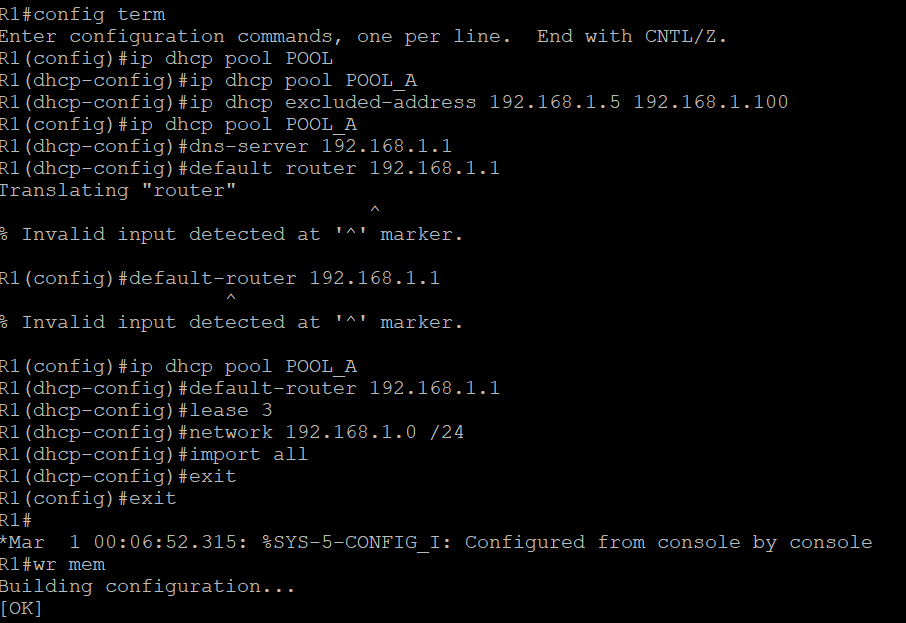 R1#config term
Enter configuration commands, one per line.  End with CNTL/Z.
R1(config)#ip dhcp pool POOL
R1(dhcp-config)#ip dhcp pool POOL_A
R1(dhcp-config)#ip dhcp excluded-address 192.168.1.5 192.168.1.100
R1(config)#ip dhcp pool POOL_A
R1(dhcp-config)#dns-server 192.168.1.1
R1(dhcp-config)#default router 192.168.1.1
Translating "router"
^
% Invalid input detected at '^' marker.
R1(config)#default-router 192.168.1.1
^
% Invalid input detected at '^' marker.
R1(config)#ip dhcp pool POOL_A
R1(dhcp-config)#default-router 192.168.1.1
R1(dhcp-config)#lease 3
R1(dhcp-config)#network 192.168.1.0 /24
R1(dhcp-config)#import all
R1(dhcp-config)#exit
R1(config)#exit
R1#
*Mar  1 00:06:52.315: %SYS-5-CONFIG_I: Configured from console by console
R1#wr mem
Building configuration...
[OK]